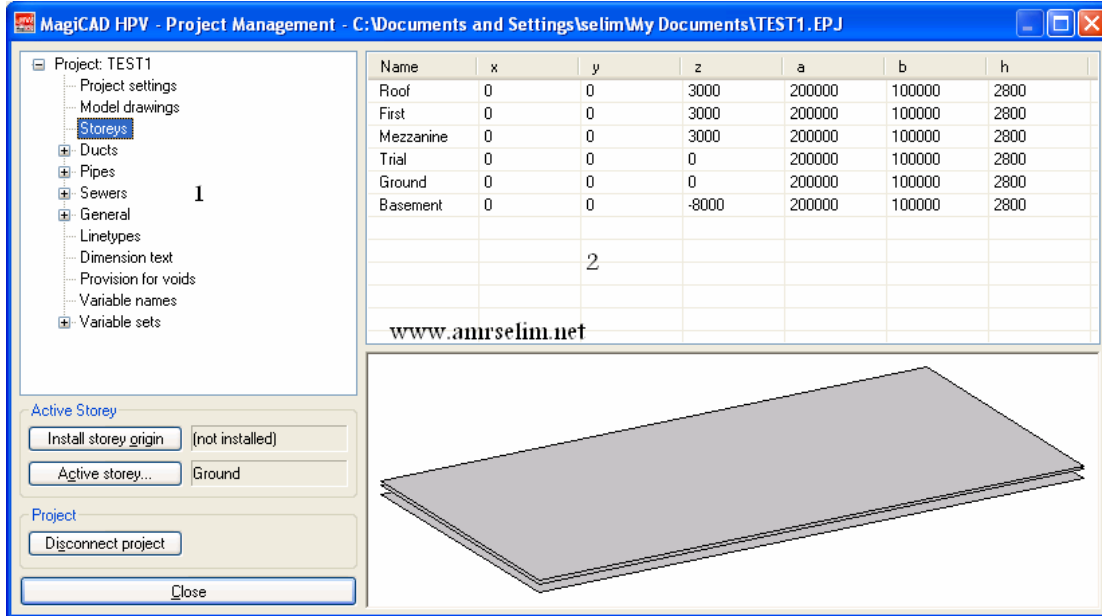 MagiCAD HPV - Project Management - C:\Documents and Settings\selim\My Documents\TEST1.EPJ
Project: TEST1
Project settings
Model drawings
Storeys
Ducts
Pipes
Sewers
General
Linetypes
Dimension text
Provision for voids
Variable names
Variable sets
1
Name x y z a b h
Roof 0 0 3000 200000 100000 2800
First 0 0 3000 200000 100000 2800
Mezzanine 0 0 3000 200000 100000 2800
Trial 0 0 0 200000 100000 2800
Ground 0 0 0 200000 100000 2800
Basement 0 0 -8000 200000 100000 2800
2
www.amrselim.net
Active Storey
Install storey origin (not installed)
Active storey... Ground
Project
Disconnect project
Close